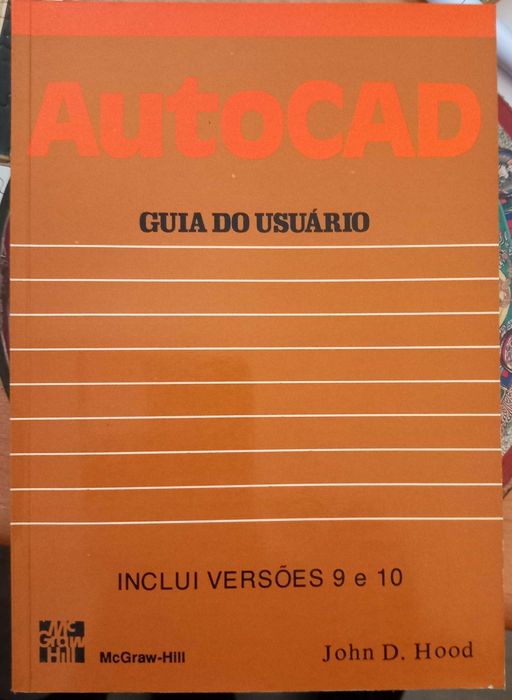 AutoCAD
GUIA DO USUÁRIO
INCLUI VERSÕES 9 e 10
Mc
Graw
Hill
McGraw-Hill
John D. Hood